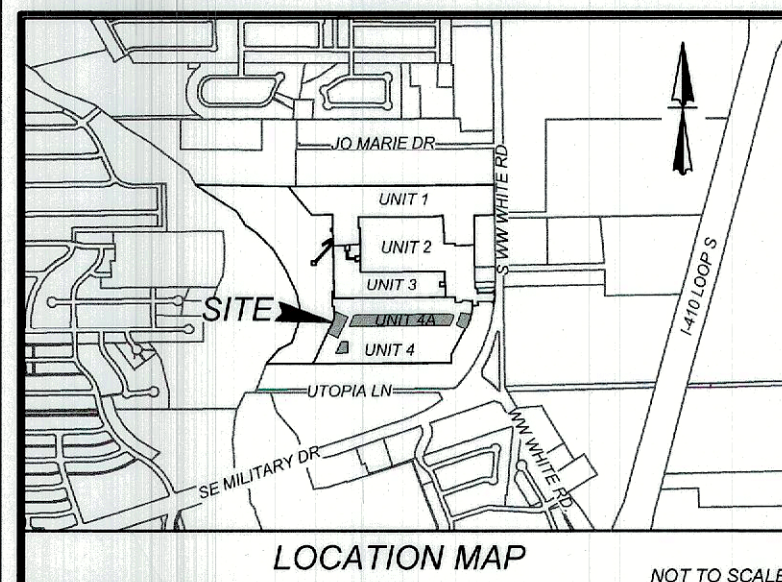 JO MARIE DR
S WW WHITE RD
UNIT 1
UNIT 2
UNIT 3
I-410 LOOP S
SITE
UNIT 4A
UNIT 4
UTOPIA LN
WW WHITE RD
SE MILITARY DR
LOCATION MAP
NOT TO SCALE